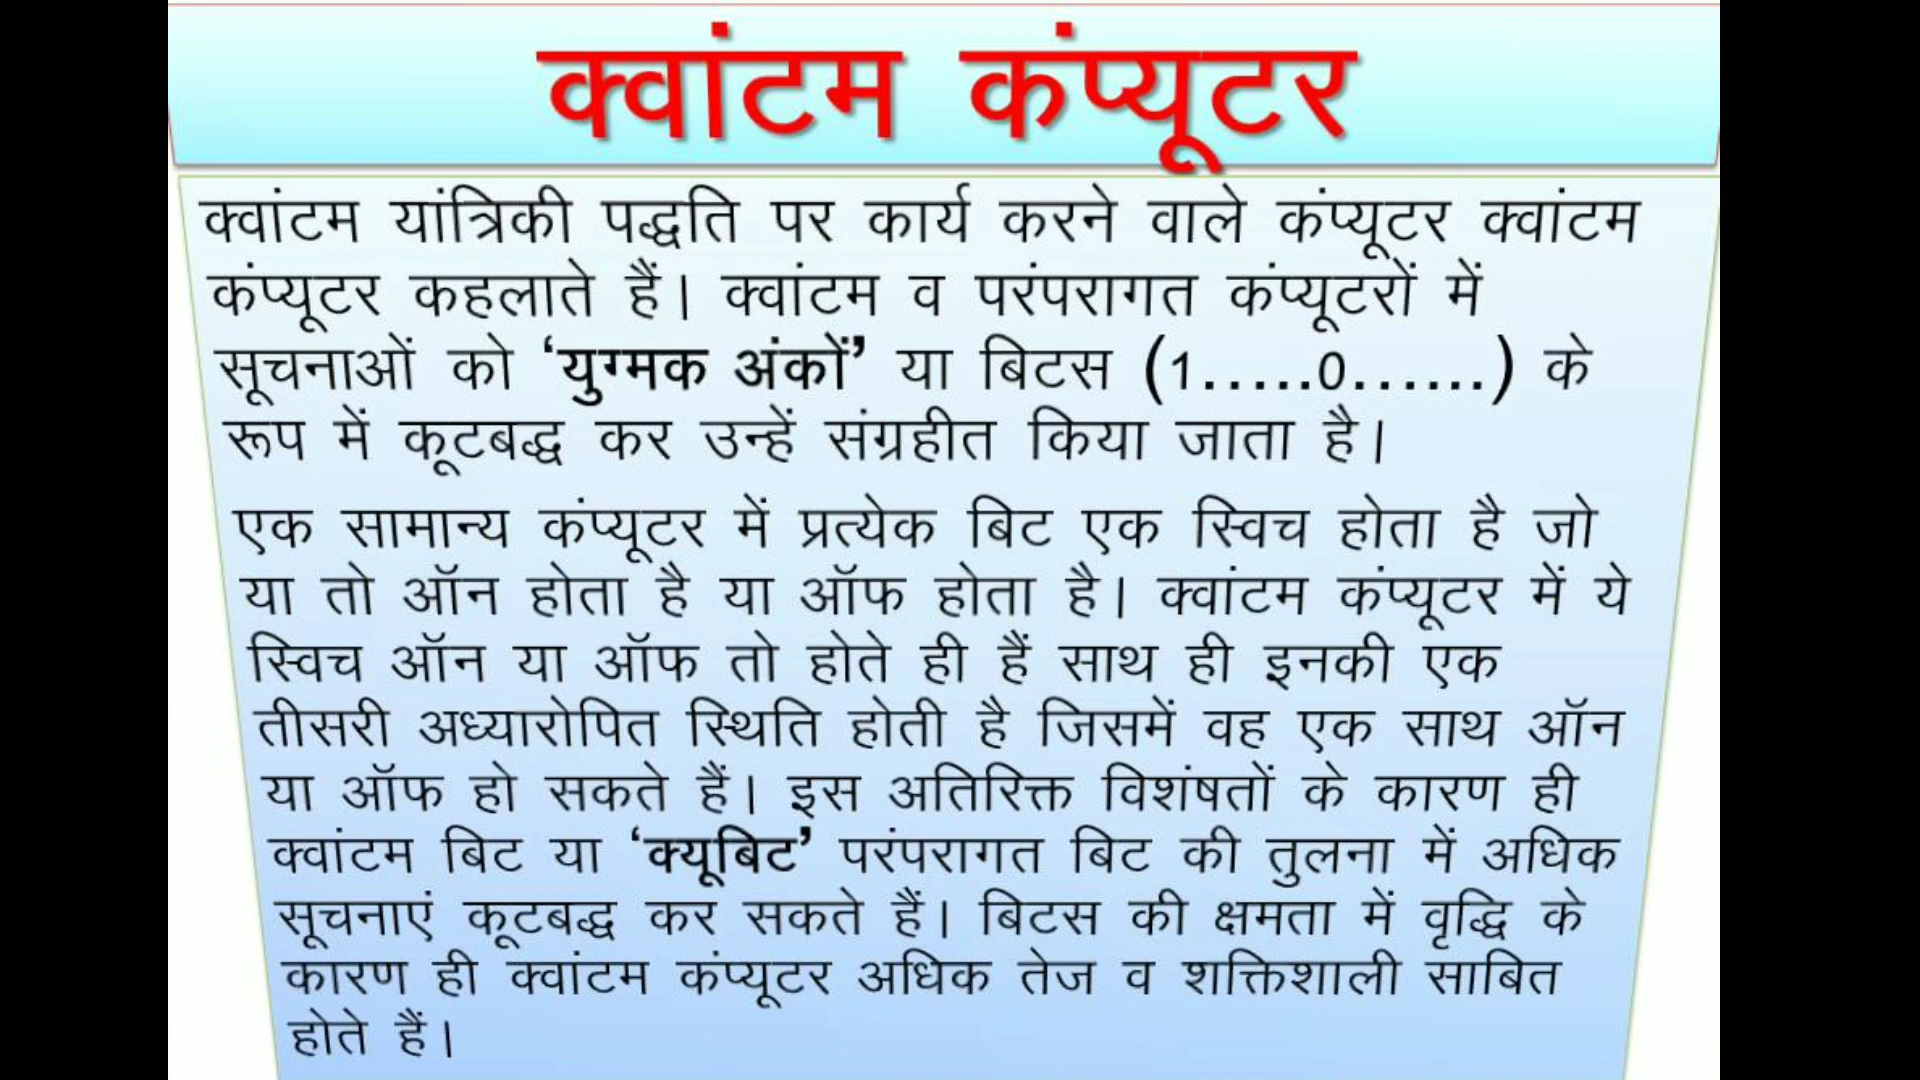 क्वांटम कंप्यूटर
क्वांटम यांत्रिकी पद्धति पर कार्य करने वाले कंप्यूटर क्वांटम
कंप्यूटर कहलाते हैं। क्वांटम व परंपरागत कंप्यूटरों में
सूचनाओं को ‘युग्मक अंकों’ या बिटस (1.....0......) के
रूप में कूटबद्ध कर उन्हें संग्रहीत किया जाता है।
एक सामान्य कंप्यूटर में प्रत्येक बिट एक स्विच होता है जो
या तो ऑन होता है या ऑफ होता है। क्वांटम कंप्यूटर में ये
स्विच ऑन या ऑफ तो होते ही हैं साथ ही इनकी एक
तीसरी अध्यारोपित स्थिति होती है जिसमें वह एक साथ ऑन
या ऑफ हो सकते हैं। इस अतिरिक्त विशंषतों के कारण ही
क्वांटम बिट या ‘क्यूबिट’ परंपरागत बिट की तुलना में अधिक
सूचनाएं कूटबद्ध कर सकते हैं। बिटस की क्षमता में वृद्धि के
कारण ही क्वांटम कंप्यूटर अधिक तेज व शक्तिशाली साबित
होते हैं।